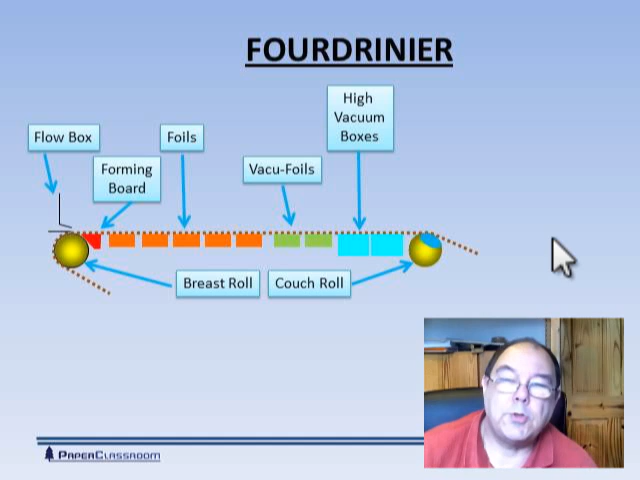 FOURDRINIER
High
Vacuum
Boxes
Flow Box
Foils
Forming
Board
Vacu-Foils
Breast Roll
Couch Roll
PAPERCLASSROOM